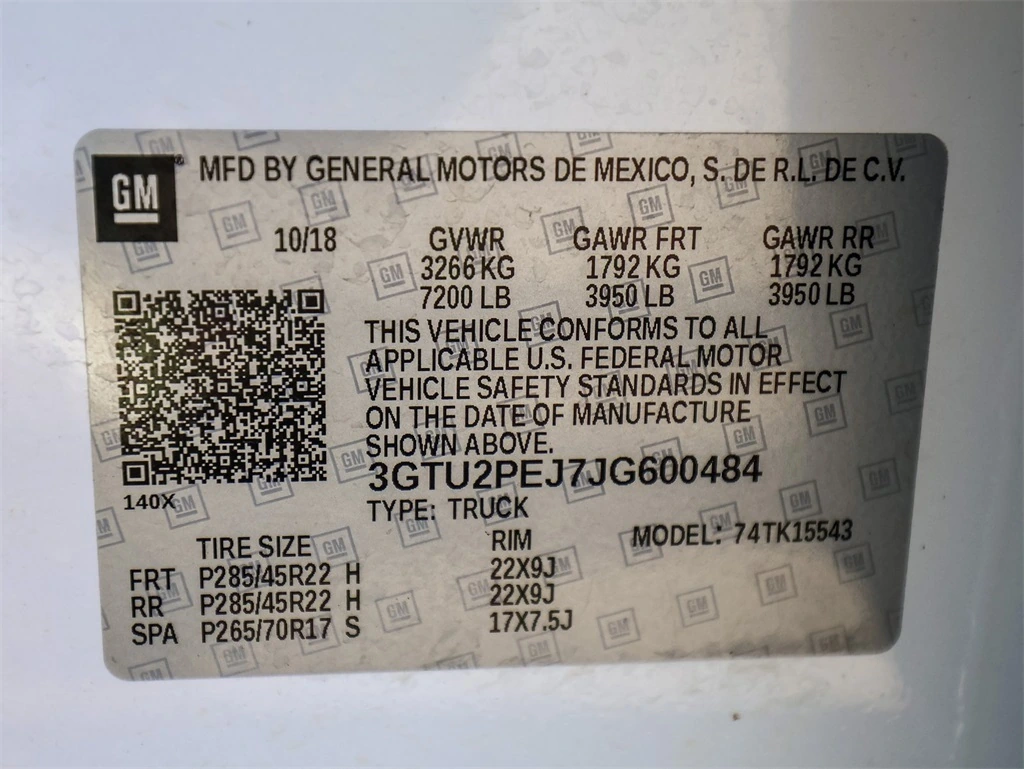 GM® MFD BY GENERAL MOTORS DE MEXICO, S. DE R.L. DE C.V.
10/18 GVWR GAWR FRT GAWR RR
3266 KG 1792 KG 1792 KG
7200 LB 3950 LB 3950 LB
THIS VEHICLE CONFORMS TO ALL
APPLICABLE U.S. FEDERAL MOTOR
VEHICLE SAFETY STANDARDS IN EFFECT
ON THE DATE OF MANUFACTURE
SHOWN ABOVE.
3GTU2PEJ7JG600484
140X
TYPE: TRUCK
TIRE SIZE RIM MODEL: 74TK15543
FRT P285/45R22 H 22X9J
RR P285/45R22 H 22X9J
SPA P265/70R17 S 17X7.5J